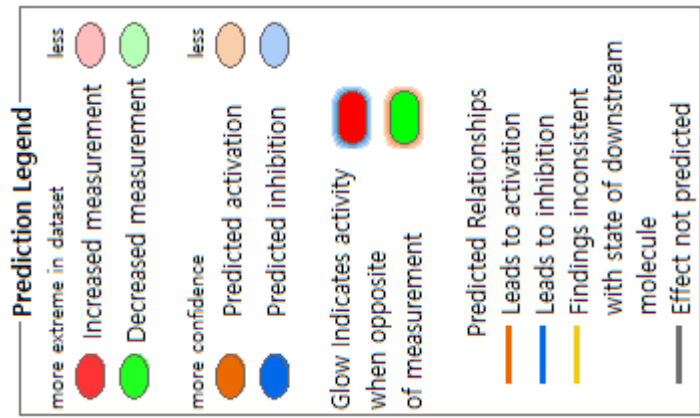 Prediction Legend
more extreme in dataset less
Increased measurement
Decreased measurement
more confidence less
Predicted activation
Predicted inhibition
Glow Indicates activity
when opposite
of measurement
Predicted Relationships
Leads to activation
Leads to inhibition
Findings inconsistent
with state of downstream
molecule
Effect not predicted